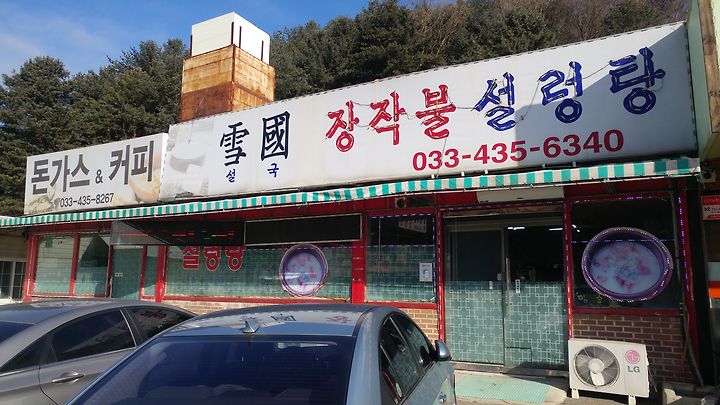 돈가스 & 커피
033-435-8267
雪國
설국
장작불 설렁탕
033-435-6340
설렁탕
LG